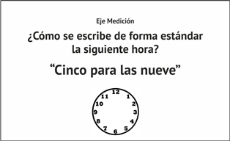 Eje Medición
¿Cómo se escribe de forma estándar
la siguiente hora?
“Cinco para las nueve”
11 12 1
10 2
9 3
8 4
7 6 5